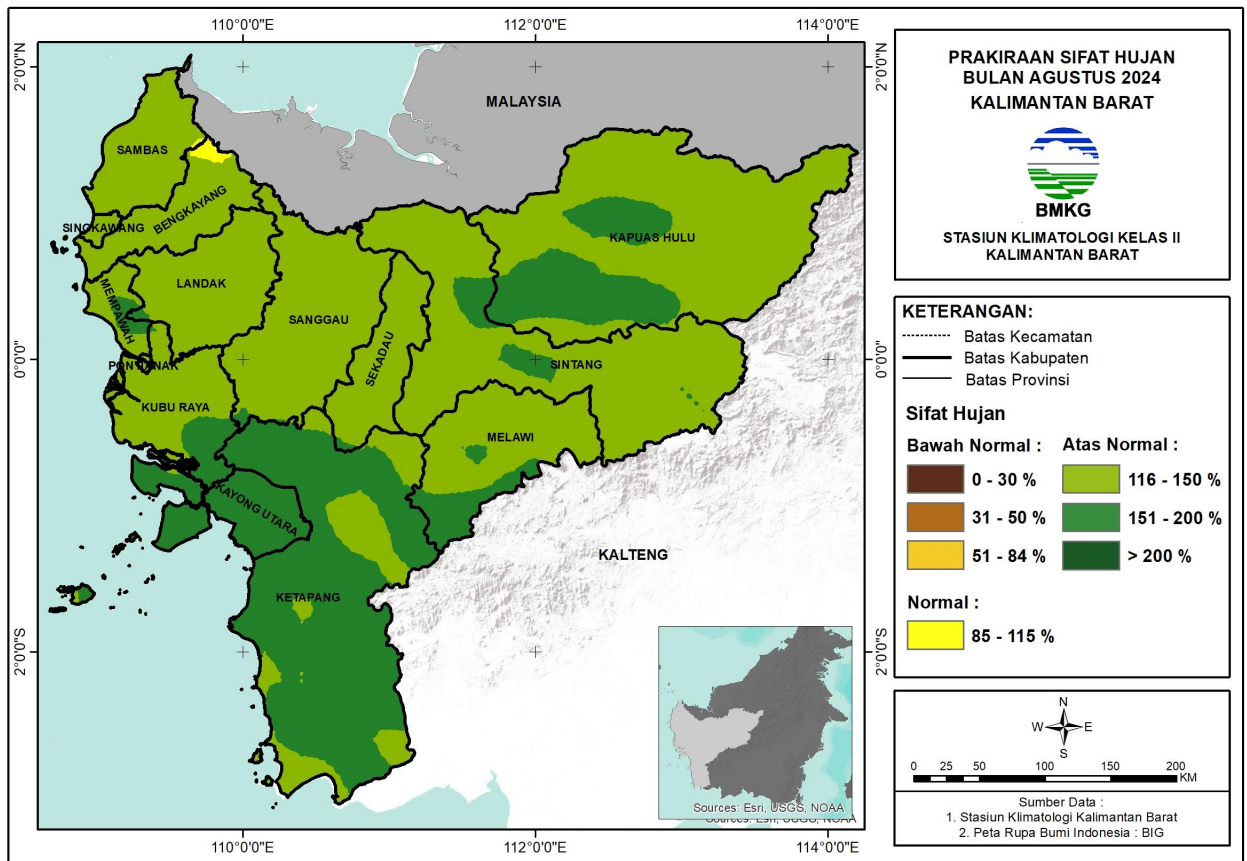 110°0'0"E
112°0'0"E
114°0'0"E
2°0'0"N
2°0'0"N
MALAYSIA
SAMBAS
BENGKAYANG
SINGKAWANG
KAPUAS HULU
LANDAK
MEMPAWAH
SANGGAU
SEKADAU
SINTANG
0°0'0"
0°0'0"
PONTIANAK
KUBU RAYA
MELAWI
KAYONG UTARA
KALTENG
KETAPANG
2°0'0"S
2°0'0"S
Sources: Esri, USGS, NOAA
Sources: Esri, USGS, NOAA
110°0'0"E
112°0'0"E
114°0'0"E
PRAKIRAAN SIFAT HUJAN
BULAN AGUSTUS 2024
KALIMANTAN BARAT
BMKG
STASIUN KLIMATOLOGI KELAS II
KALIMANTAN BARAT
KETERANGAN:
Batas Kecamatan
Batas Kabupaten
Batas Provinsi
Sifat Hujan
Bawah Normal :
0 - 30 %
31 - 50 %
51 - 84 %
Atas Normal :
116 - 150 %
151 - 200 %
> 200 %
Normal :
85 - 115 %
N
W E
S
0 25 50 100 150 200
KM
Sumber Data :
1. Stasiun Klimatologi Kalimantan Barat
2. Peta Rupa Bumi Indonesia : BIG